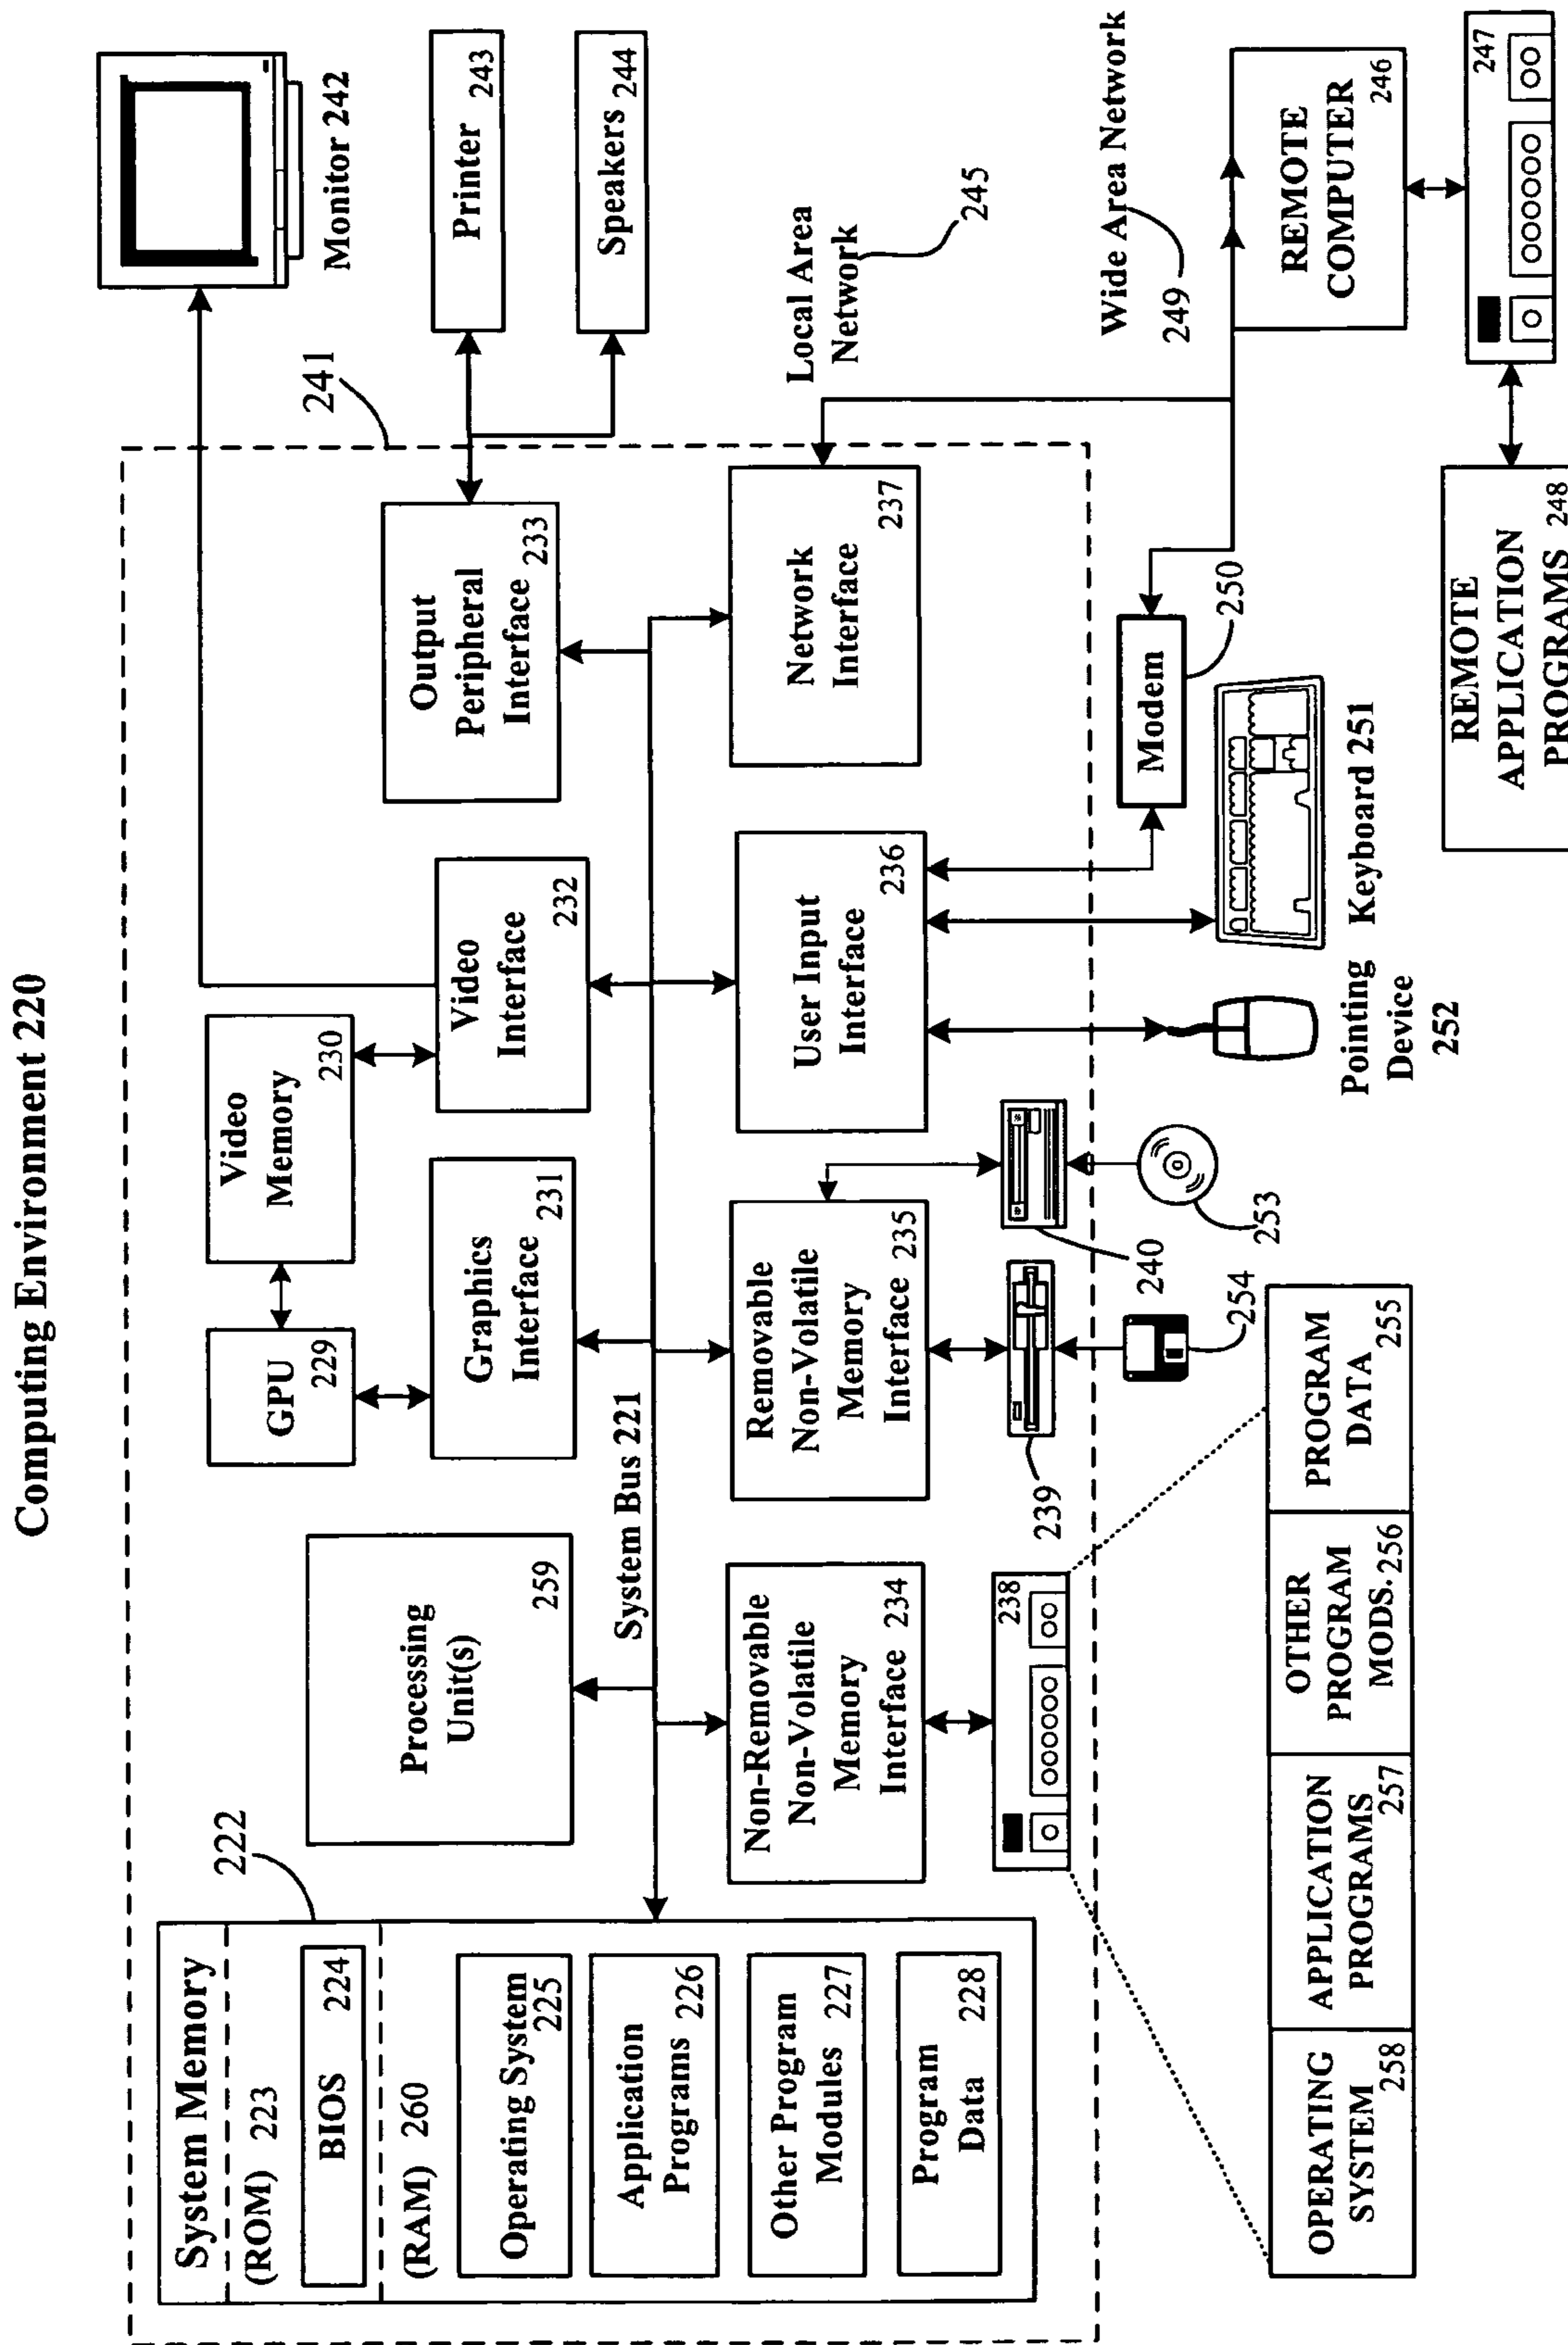 Computing Environment 220
System Memory
(ROM) 223
BIOS 224
(RAM) 260
Operating System
225
Application
Programs 226
Other Program
Modules 227
Program
Data 228
222
Processing
Unit(s)
259
System Bus 221
GPU
229
Video
Memory
230
Graphics
Interface
231
Video
Interface
232
Output
Peripheral
Interface
233
241
Monitor 242
Printer
243
Speakers
244
Non-Removable
Non-Volatile
Memory
Interface 234
Removable
Non-Volatile
Memory
Interface 235
User Input
Interface
236
Network
Interface
237
Local Area
Network
245
238
239
240
254
253
Modem
250
Wide Area Network
249
Pointing
Device
252
Keyboard 251
REMOTE
COMPUTER
246
247
REMOTE
APPLICATION
PROGRAMS 248
OPERATING
SYSTEM
258
APPLICATION
PROGRAMS
257
OTHER
PROGRAM
MODS. 256
PROGRAM
DATA
255